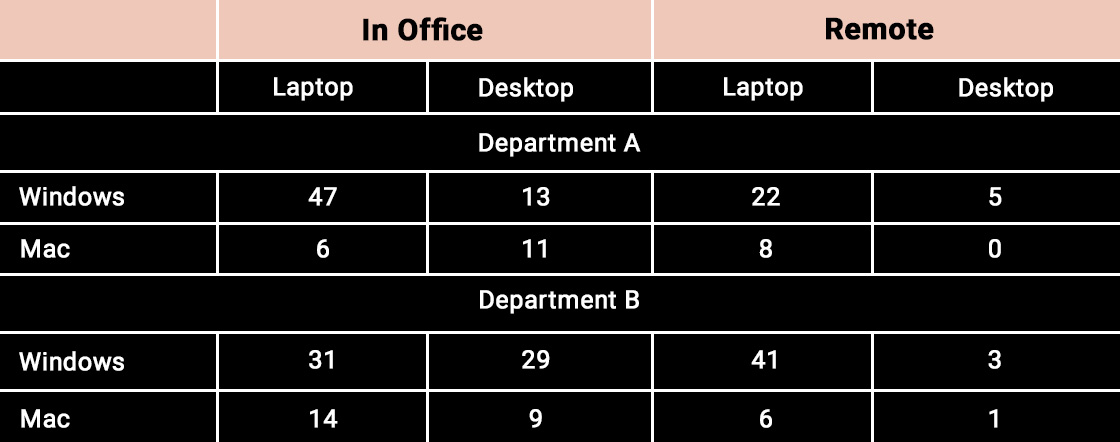 In Office Remote
Laptop Desktop Laptop Desktop
Department A
Windows 47 13 22 5
Mac 6 11 8 0
Department B
Windows 31 29 41 3
Mac 14 9 6 1